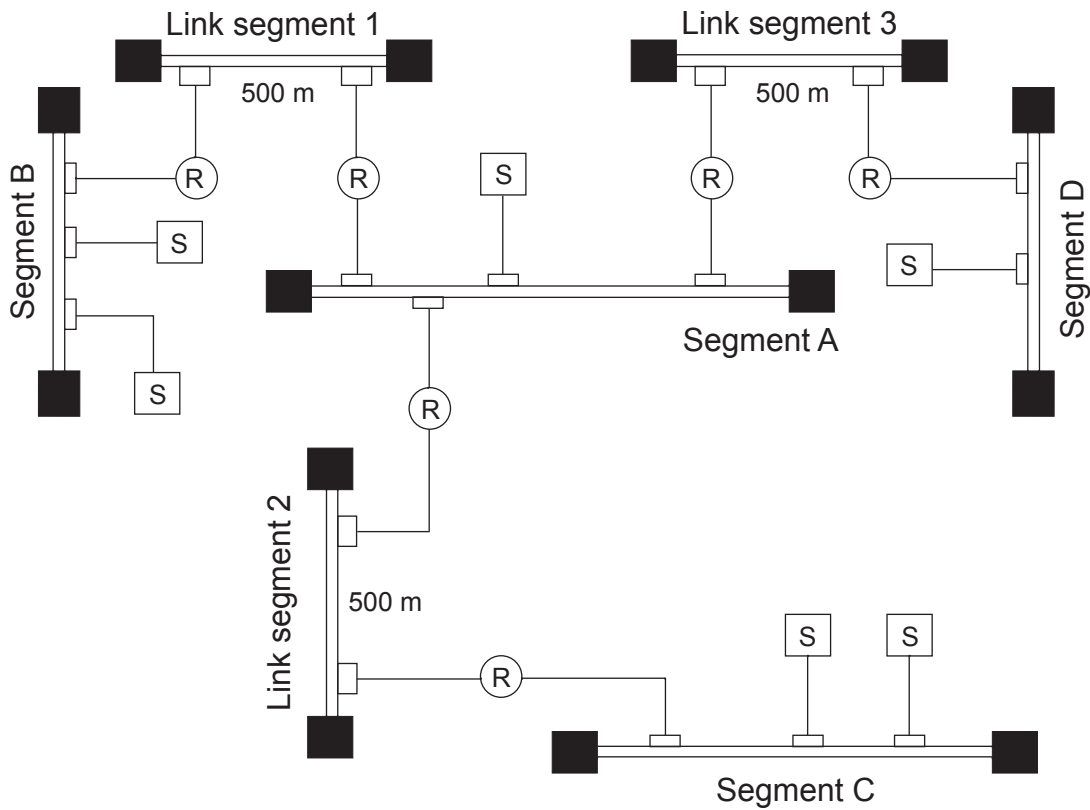 Link segment 1
Link segment 3
500 m
500 m
Segment B
R
R
S
R
R
Segment D
S
S
Segment A
S
R
Link segment 2
500 m
S
S
R
Segment C